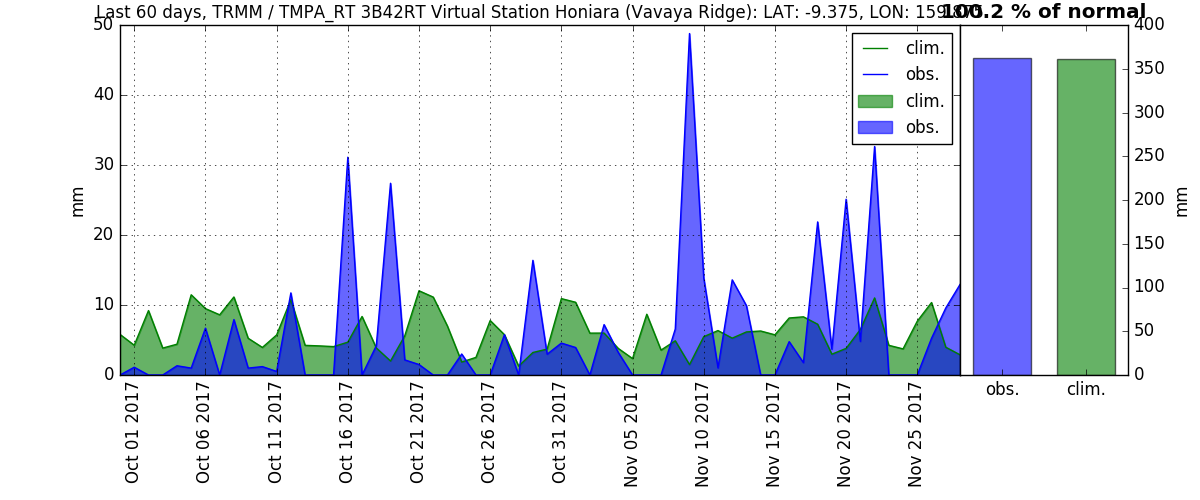 Last 60 days, TRMM / TMPA_RT 3B42RT Virtual Station Honiara (Vavaya Ridge): LAT: -9.375, LON:
100.2 % of normal
50
40
30
20
10
0
mm
clim.
obs.
clim.
obs.
400
350
300
250
200
150
100
50
0
mm
obs.
clim.
Oct 01 2017
Oct 06 2017
Oct 11 2017
Oct 16 2017
Oct 21 2017
Oct 26 2017
Oct 31 2017
Nov 05 2017
Nov 10 2017
Nov 15 2017
Nov 20 2017
Nov 25 2017